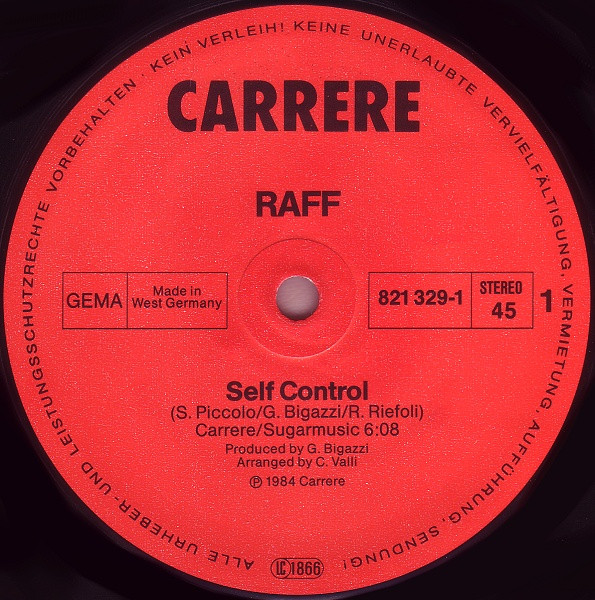 ALLE URHEBER- UND LEISTUNGSSCHUTZRECHTE VORBEHALTEN · KEIN VERLEIH! KEINE UNERLAUBTE VERVIELFÄLTIGUNG, VERMIETUNG, AUFFÜHRUNG, SENDUNG!
CARRERE
RAFF
GEMA
Made in
West Germany
821 329-1
STEREO
45
1
Self Control
(S. Piccolo/G. Bigazzi/R. Riefoli)
Carrere/Sugarmusic 6:08
Produced by G. Bigazzi
Arranged by C. Valli
℗ 1984 Carrere
LC 1866